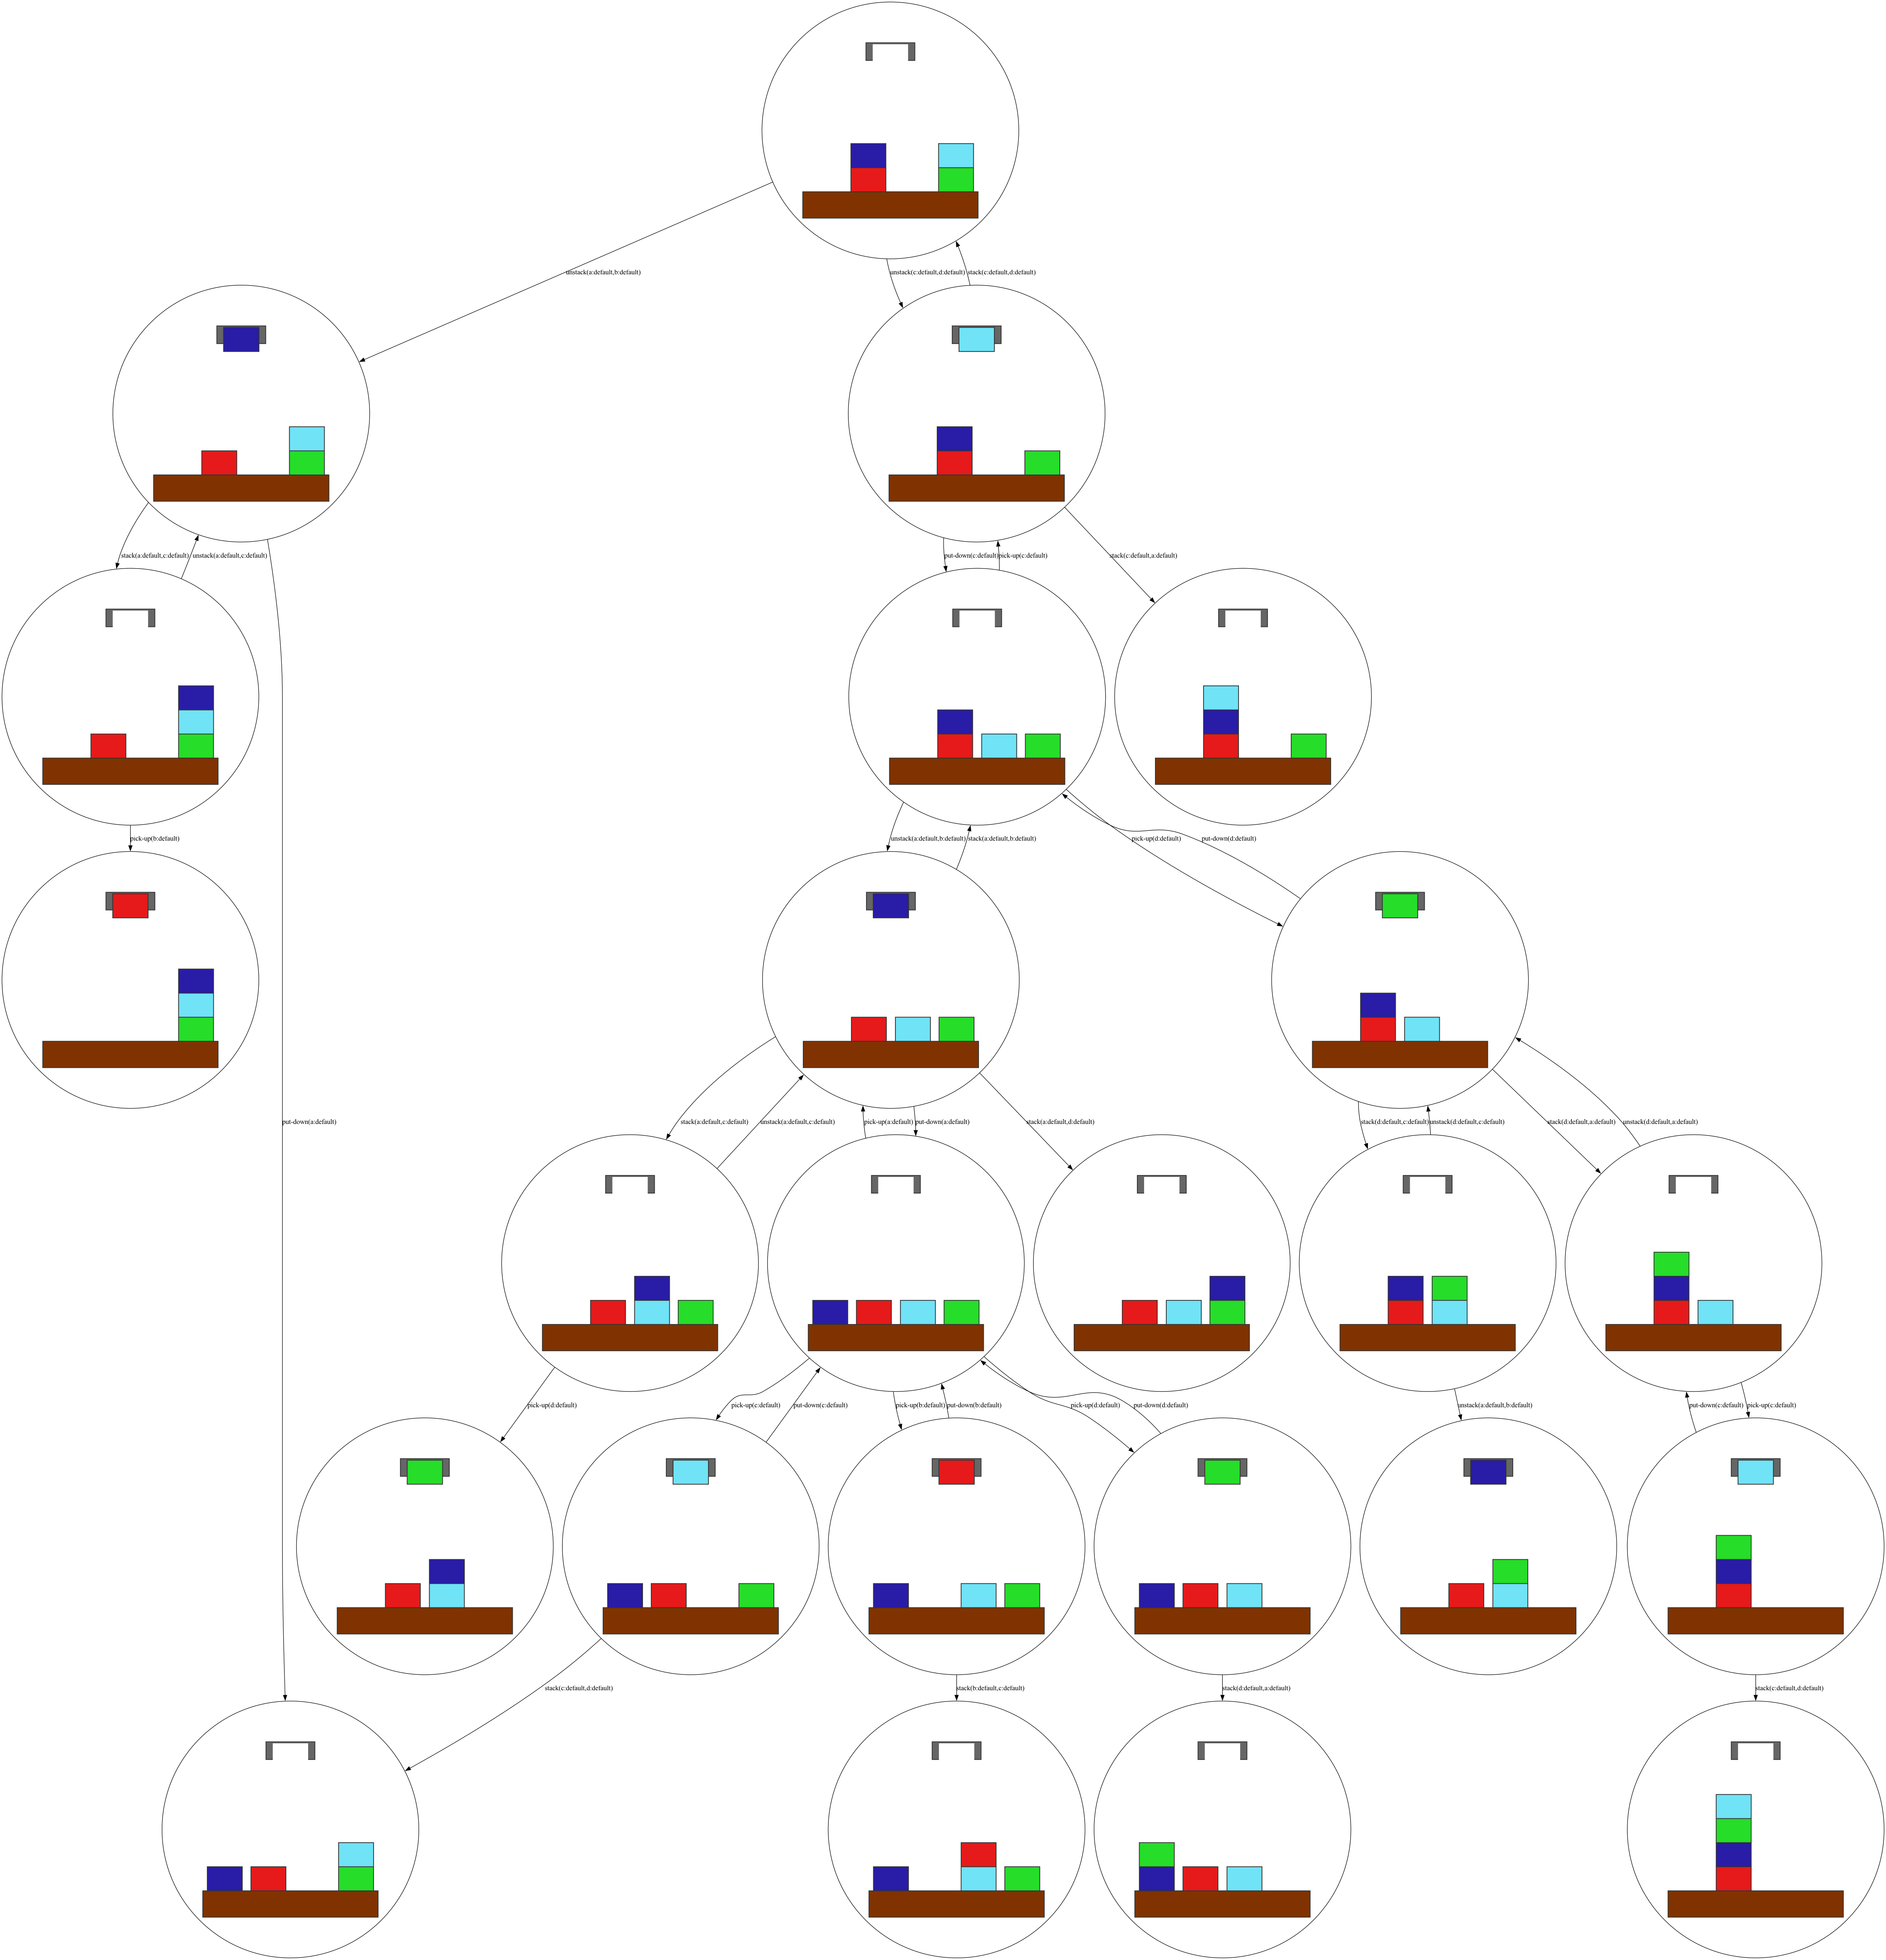 unstack(a:default,b:default)
unstack(c:default,d:default)
stack(c:default,d:default)
stack(a:default,c:default)
unstack(a:default,c:default)
put-down(c:default)
pick-up(c:default)
stack(c:default,a:default)
pick-up(b:default)
unstack(a:default,b:default)
stack(a:default,b:default)
pick-up(d:default)
put-down(d:default)
put-down(a:default)
stack(a:default,c:default)
unstack(a:default,c:default)
pick-up(a:default)
put-down(a:default)
stack(a:default,d:default)
stack(d:default,c:default)
unstack(d:default,c:default)
stack(d:default,a:default)
unstack(d:default,a:default)
pick-up(d:default)
pick-up(c:default)
put-down(c:default)
pick-up(b:default)
put-down(b:default)
pick-up(d:default)
put-down(d:default)
unstack(a:default,b:default)
put-down(c:default)
pick-up(c:default)
stack(c:default,d:default)
stack(b:default,c:default)
stack(d:default,a:default)
stack(c:default,d:default)